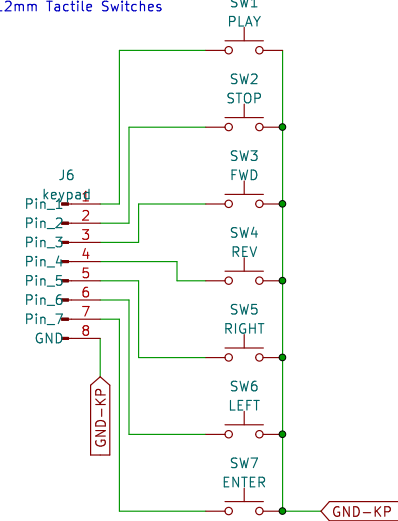 12mm Tactile Switches
SW1
PLAY
SW2
STOP
SW3
FWD
J6
keypad
Pin_1 1
Pin_2 2
Pin_3 3
Pin_4 4
Pin_5 5
Pin_6 6
Pin_7 7
GND 8
SW4
REV
SW5
RIGHT
SW6
LEFT
GND-KP
SW7
ENTER
GND-KP